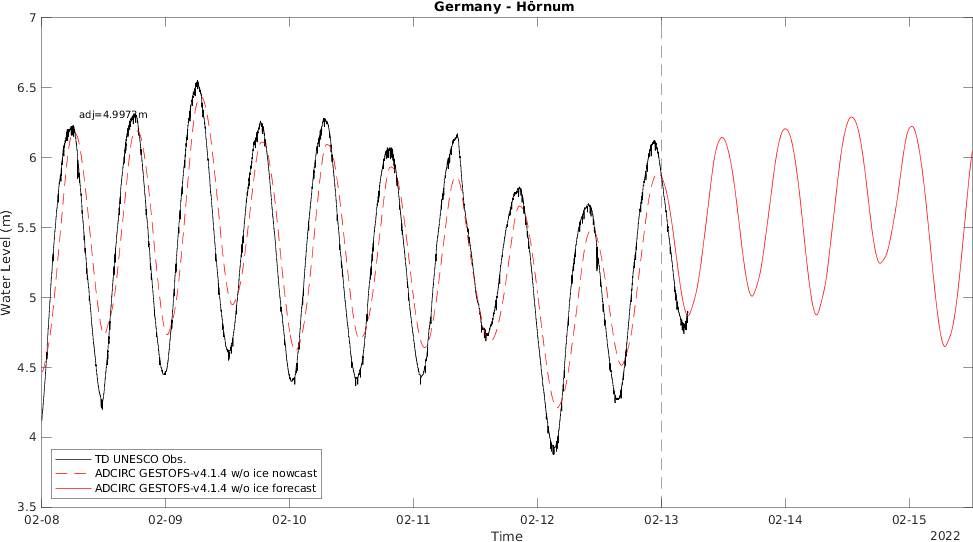 Germany - Hörnum
7
6.5
6
5.5
5
4.5
4
3.5
Water Level (m)
adj=4.9973m
TD UNESCO Obs.
ADCIRC GESTOFS-v4.1.4 w/o ice nowcast
ADCIRC GESTOFS-v4.1.4 w/o ice forecast
02-08 02-09 02-10 02-11 02-12 02-13 02-14 02-15
Time
2022